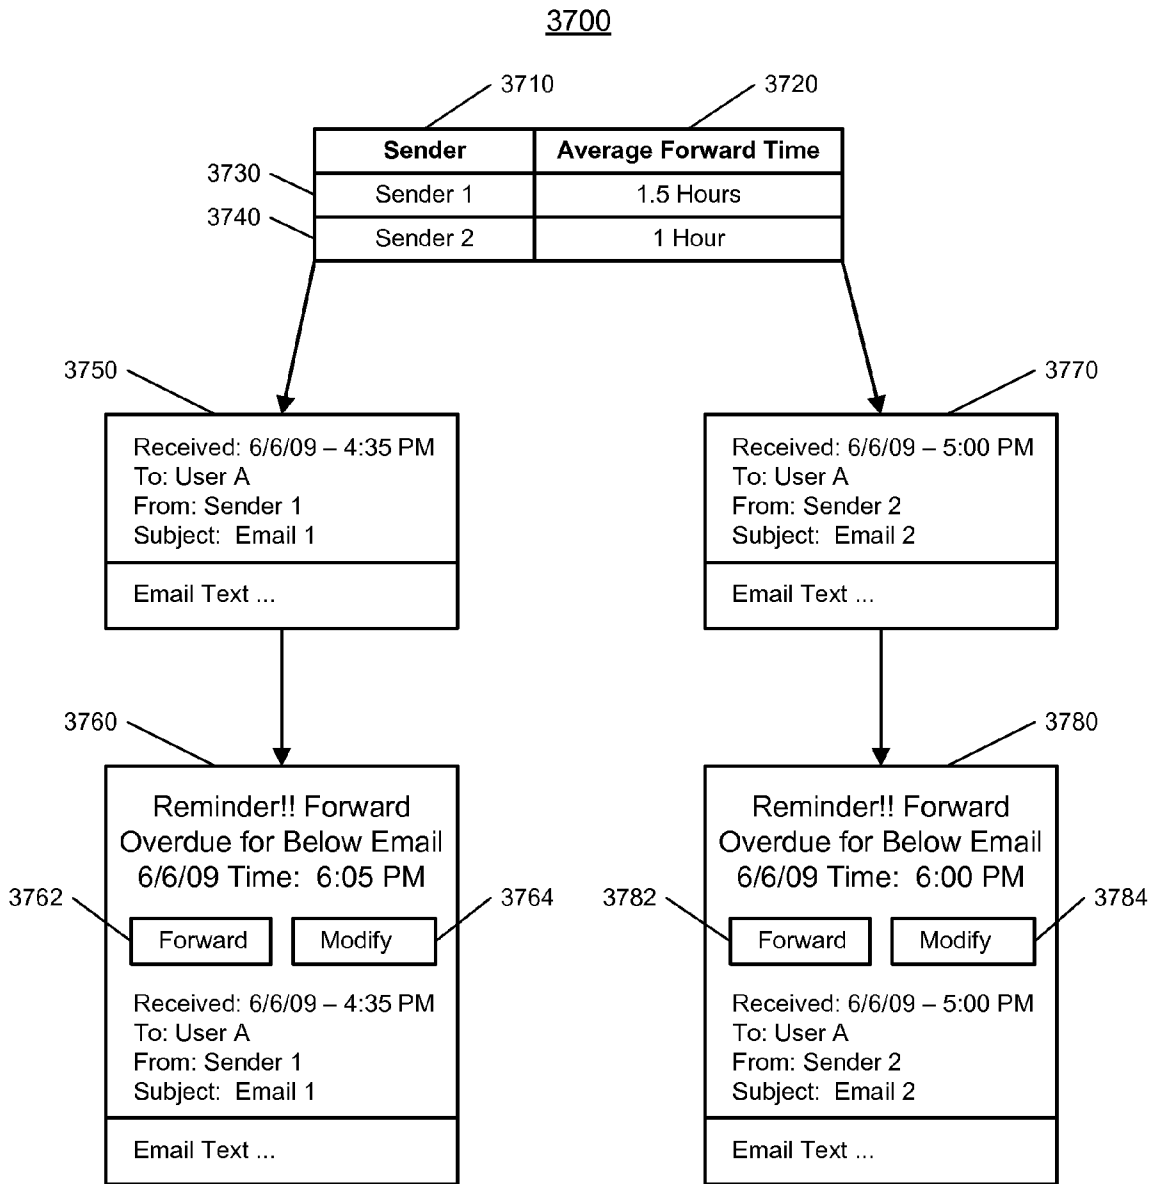 3700
3710
3720
Sender Average Forward Time
3730
Sender 1 1.5 Hours
3740
Sender 2 1 Hour
3750
3770
Received: 6/6/09 – 4:35 PM
To: User A
From: Sender 1
Subject: Email 1
Email Text ...
Received: 6/6/09 – 5:00 PM
To: User A
From: Sender 2
Subject: Email 2
Email Text ...
3760
3780
Reminder!! Forward
Overdue for Below Email
6/6/09 Time: 6:05 PM
3762
3764
Forward Modify
Received: 6/6/09 – 4:35 PM
To: User A
From: Sender 1
Subject: Email 1
Email Text ...
Reminder!! Forward
Overdue for Below Email
6/6/09 Time: 6:00 PM
3782
3784
Forward Modify
Received: 6/6/09 – 5:00 PM
To: User A
From: Sender 2
Subject: Email 2
Email Text ...